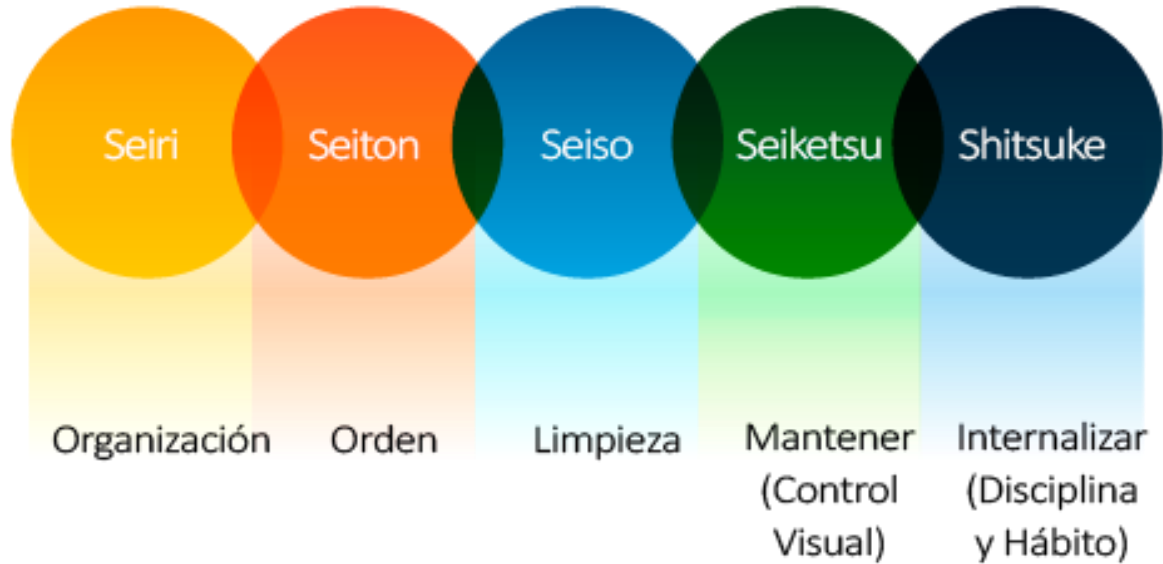 Seiri
Seiton
Seiso
Seiketsu
Shitsuke
Organización
Orden
Limpieza
Mantener
(Control
Visual)
Internalizar
(Disciplina
y Hábito)